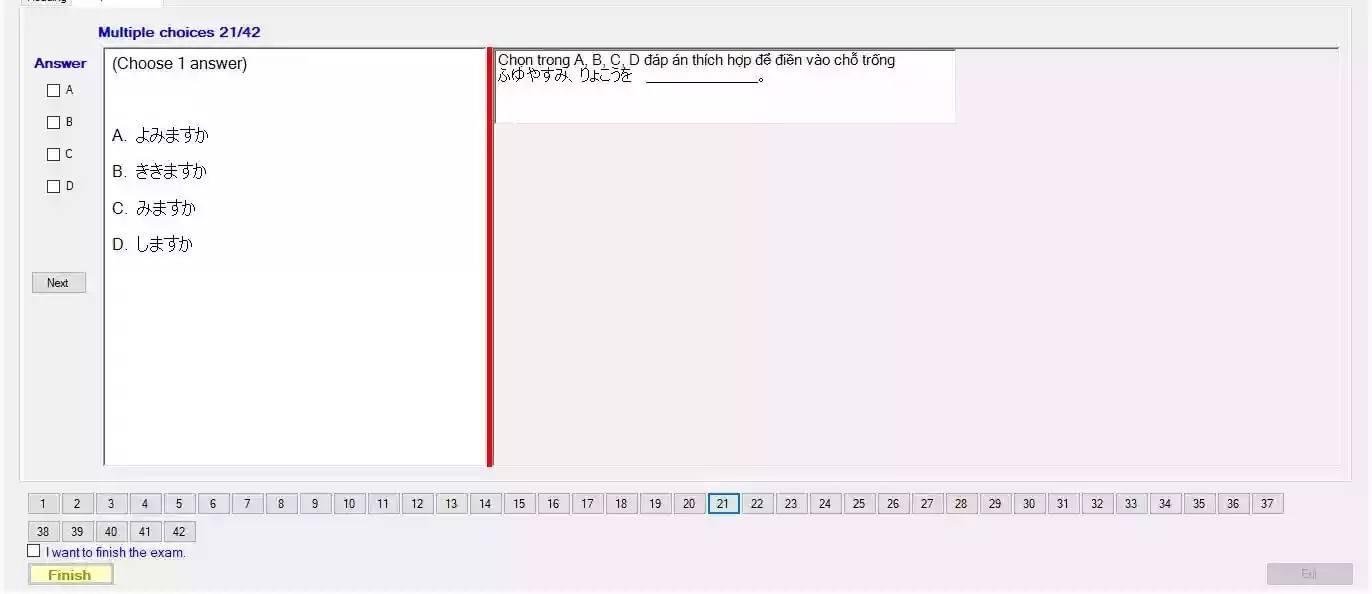 Multiple choices 21/42
Answer
A
B
C
D
Next
(Choose 1 answer)
A. よみますか
B. ききますか
C. みますか
D. しますか
Chọn trong A, B, C, D đáp án thích hợp để điền vào chỗ trống
ふゆやすみ、りょこうを ______________。
1 2 3 4 5 6 7 8 9 10 11 12 13 14 15 16 17 18 19 20 21 22 23 24 25 26 27 28 29 30 31 32 33 34 35 36 37
38 39 40 41 42
I want to finish the exam.
Finish
Exit